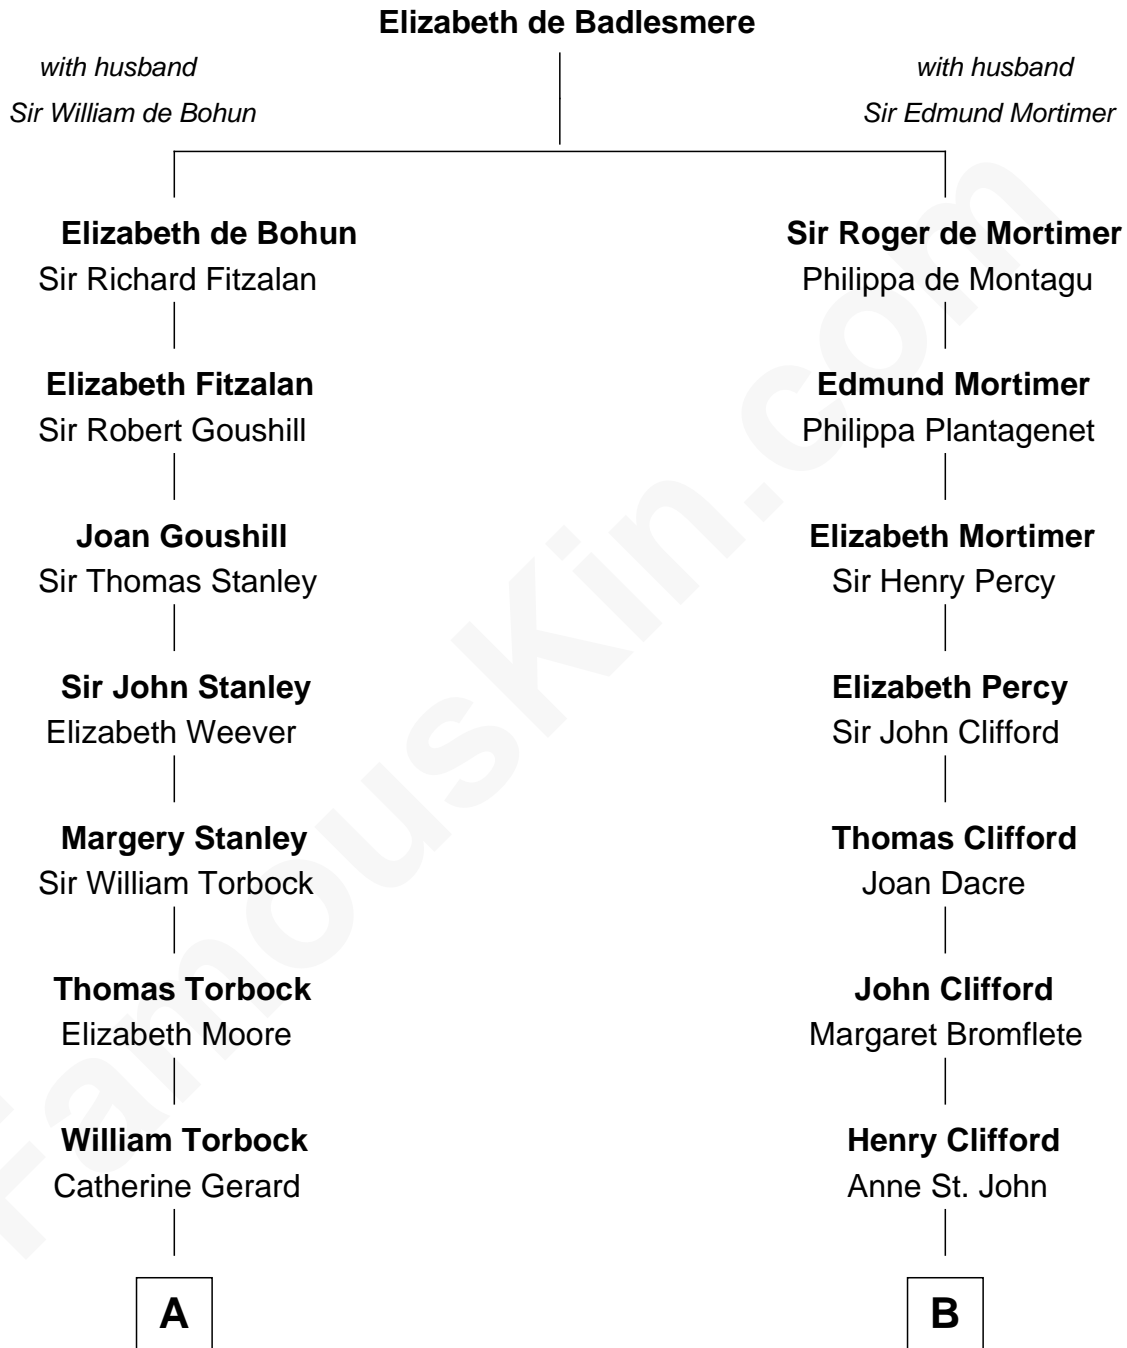 Elizabeth de Badlesmere
with husband
Sir William de Bohun
with husband
Sir Edmund Mortimer
Elizabeth de Bohun
Sir Richard Fitzalan
Sir Roger de Mortimer
Philippa de Montagu
Elizabeth Fitzalan
Sir Robert Goushill
Edmund Mortimer
Philippa Plantagenet
Joan Goushill
Sir Thomas Stanley
Elizabeth Mortimer
Sir Henry Percy
Sir John Stanley
Elizabeth Weever
Elizabeth Percy
Sir John Clifford
Margery Stanley
Sir William Torbock
Thomas Clifford
Joan Dacre
Thomas Torbock
Elizabeth Moore
John Clifford
Margaret Bromflete
William Torbock
Catherine Gerard
Henry Clifford
Anne St. John
A
B
FamousKin.com